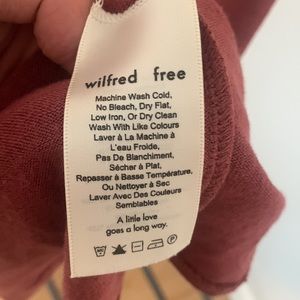 wilfred free
Machine Wash Cold,
No Bleach, Dry Flat,
Low Iron, Or Dry Clean
Wash With Like Colours
Laver À La Machine À
L'eau Froide,
Pas De Blanchiment,
Sécher À Plat,
Repasser À Basse Température,
Ou Nettoyer À Sec
Laver Avec Des Couleurs
Semblables
A little love
goes a long way.